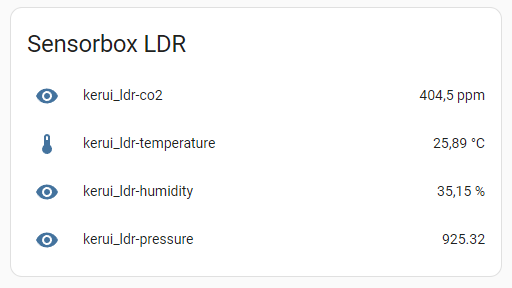 Sensorbox LDR
kerui_ldr-co2 404,5 ppm
kerui_ldr-temperature 25,89 °C
kerui_ldr-humidity 35,15 %
kerui_ldr-pressure 925.32